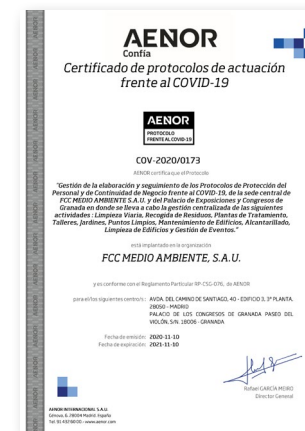 AENOR
Confía
Certificado de protocolos de actuación
frente al COVID-19
AENOR
PROTOCOLO
FRENTE AL COVID-19
COV-2020/0173
AENOR certifica que el Protocolo
"Gestión de la elaboración y seguimiento de los Protocolos de Protección del
Personal y de Continuidad de Negocio frente al COVID-19, de la sede central de
FCC MEDIO AMBIENTE S.A.U. y del Palacio de Exposiciones y Congresos de
Granada en donde se lleva a cabo la gestión centralizada de las siguientes
actividades : Limpieza Viaria, Recogida de Residuos, Plantas de Tratamiento,
Talleres, Jardines, Puntos Limpios, Mantenimiento de Edificios, Alcantarillado,
Limpieza de Edificios y Gestión de Eventos."
está implantado en la organización
FCC MEDIO AMBIENTE, S.A.U.
y es conforme con el Reglamento Particular RP-CSG-076, de AENOR
para el/los siguientes centro/s: AVDA. DEL CAMINO DE SANTIAGO, 40 - EDIFICIO 3, 3ª PLANTA,
28050 - MADRID
PALACIO DE LOS CONGRESOS DE GRANADA PASEO DEL
VIOLÓN, S/N. 18006 - GRANADA
Fecha de emisión: 2020-11-10
Fecha de expiración: 2021-11-10
Rafael GARCÍA MEIRO
Director General
AENOR INTERNACIONAL S.A.U.
Génova, 6. 28004 Madrid. España
Tel. 91 432 60 00.- www.aenor.com